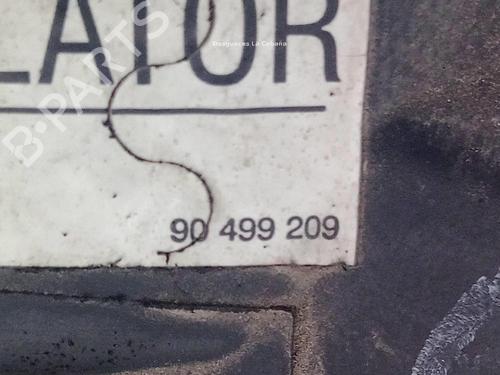 LATOR
Desguaces La Cabaña
B-PARTS
90 499 209